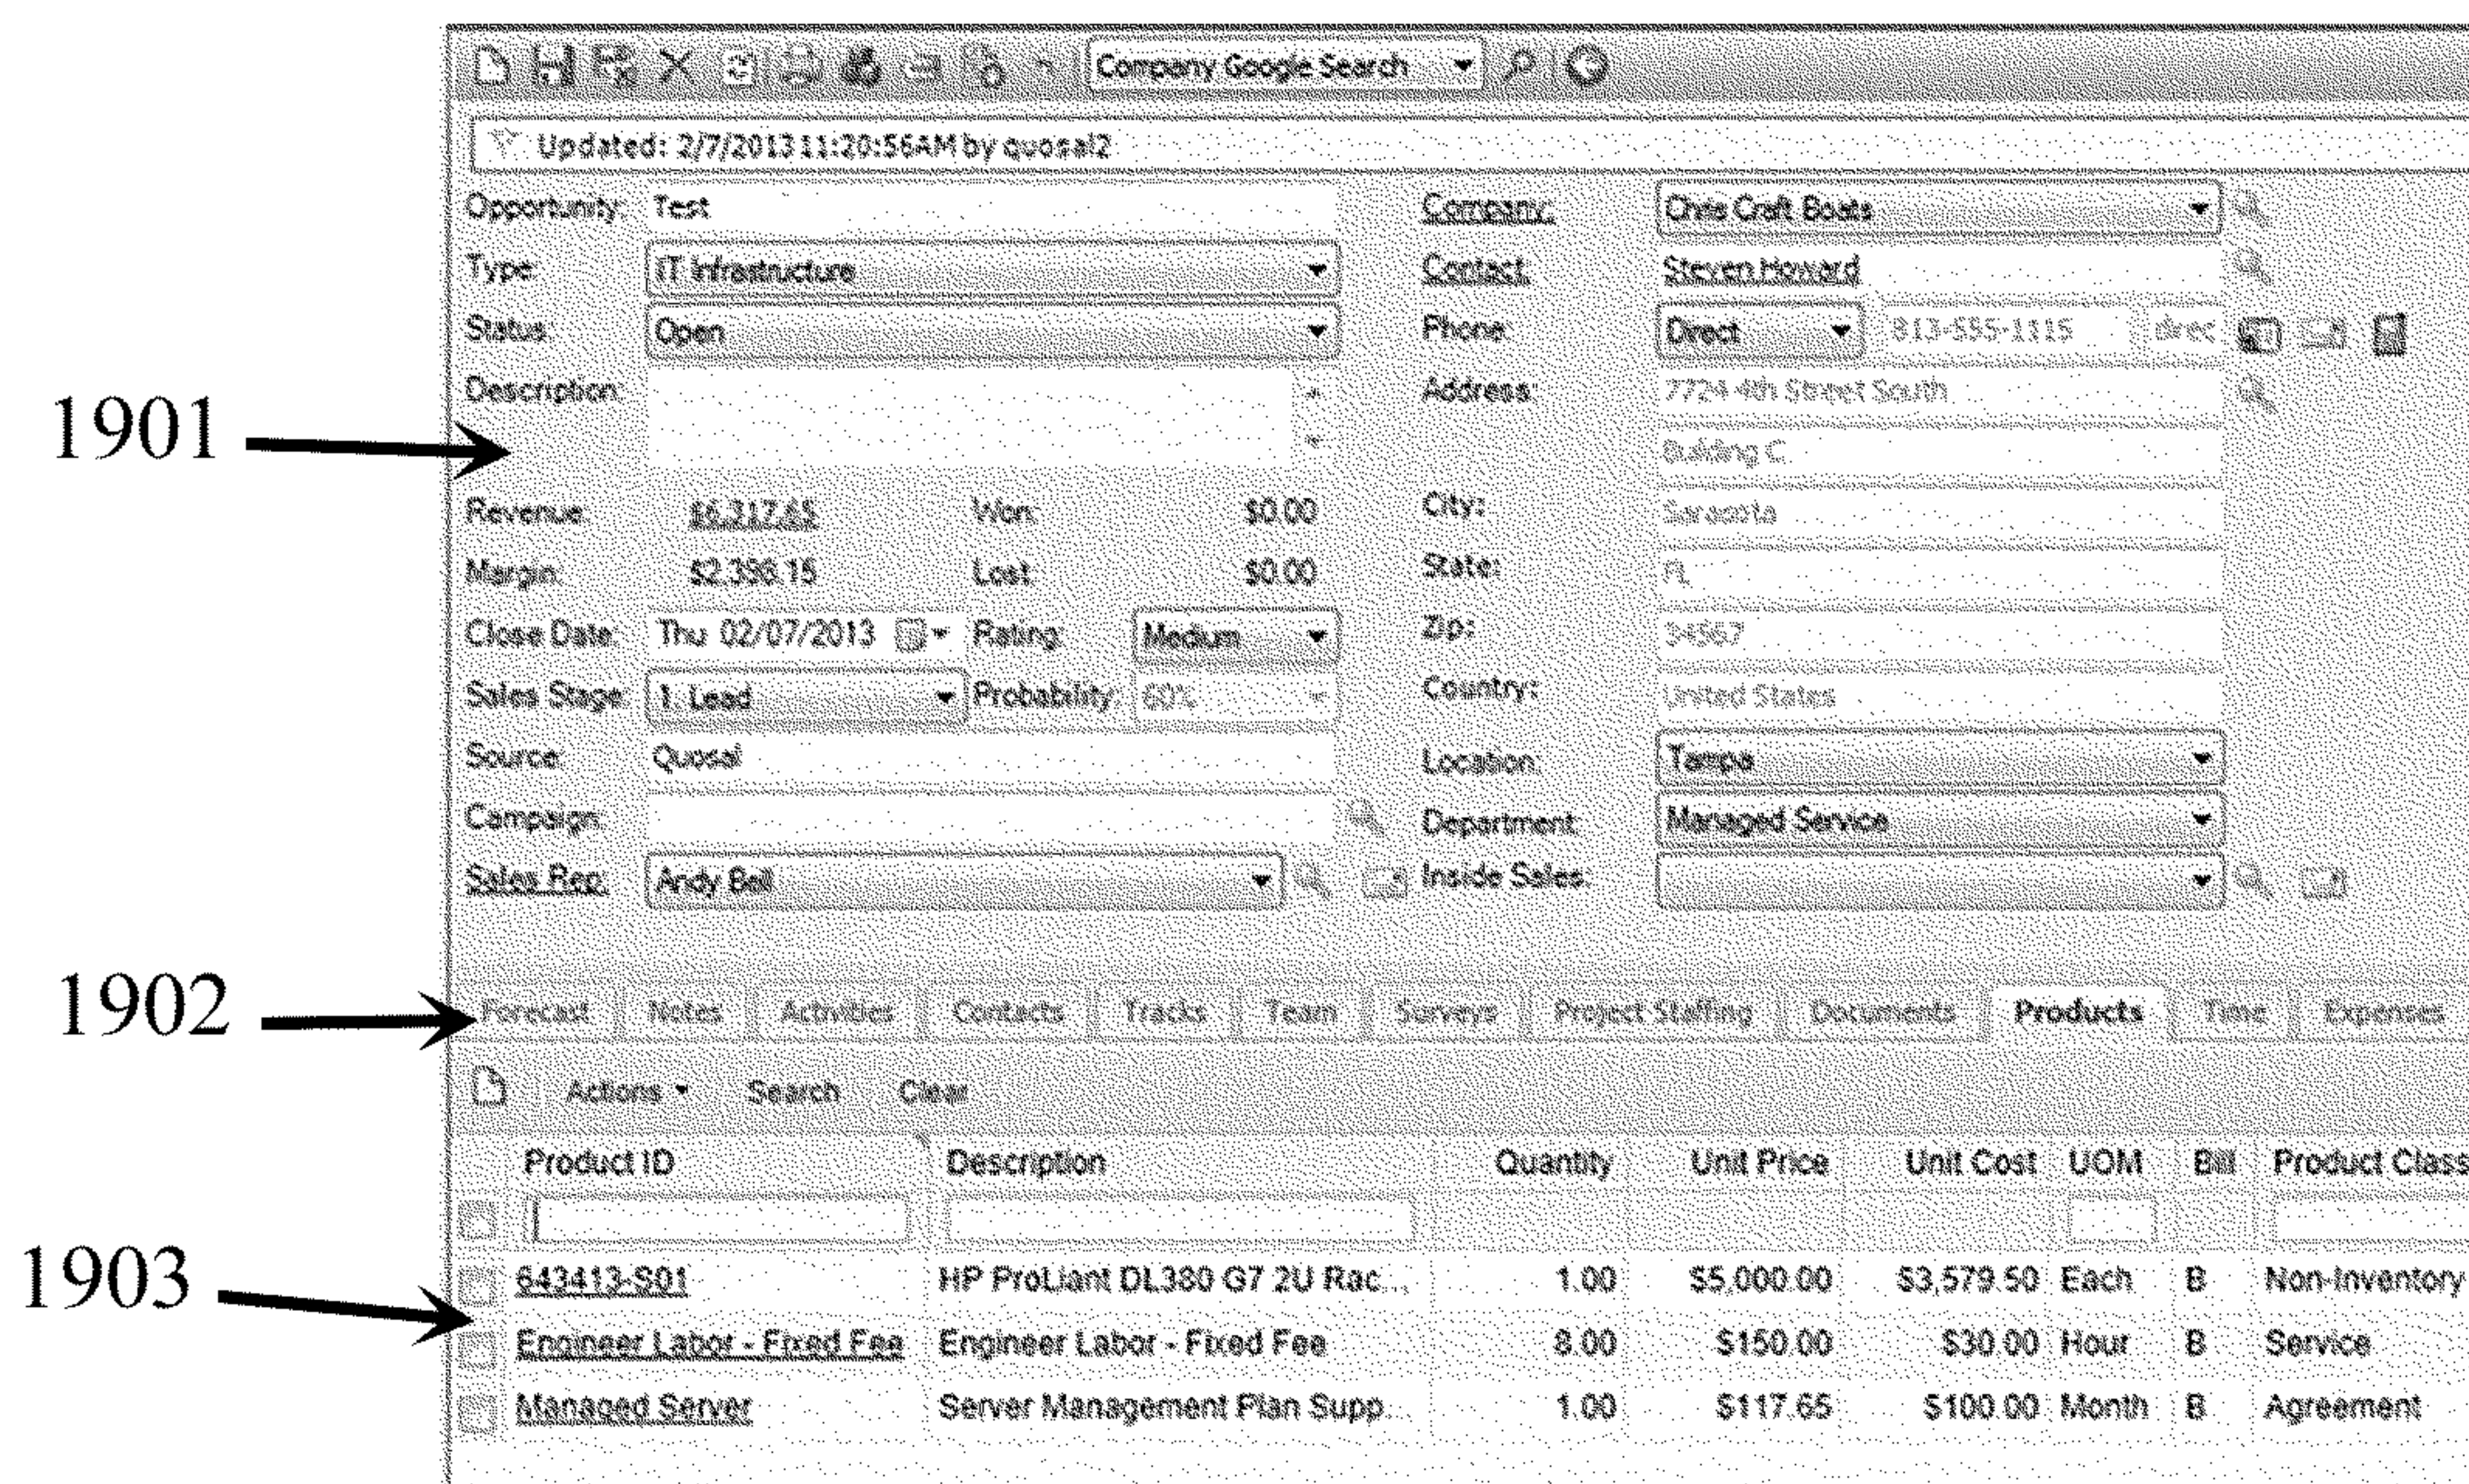 Company Google Search
Updated: 2/7/2013 11:20:56AM by quosal2
Opportunity: Test Company: Chris Craft Boats
Type: IT Infrastructure Contact: Steven Howard
Status: Open Phone: Direct 813-555-1115 direc
1901 Description: Address: 7724 4th Street South
Building C
Revenue: $6,317.65 Won: $0.00 City: Sarasota
Margin: Lost: $0.00 State: FL
Close Date: Thu 02/07/2013 Rating: Medium Zip: 34567
Sales Stage: 1. Lead Probability: 60% Country: United States
Source: Quosal Location: Tampa
Campaign: Department: Managed Service
Sales Rep: Andy Bell Inside Sales:
1902 Forecast Notes Activities Contacts Tracks Team Surveys Project Staffing Documents Products Time Expenses
Actions Search Clear
Product ID Description Quantity Unit Price Unit Cost UOM Bill Product Class
1903 643413-S01 HP ProLiant DL380 G7 2U Rac... 1.00 $5,000.00 $3,579.50 Each B Non-Inventory
Engineer Labor - Fixed Fee Engineer Labor - Fixed Fee 8.00 $150.00 $30.00 Hour B Service
Managed Server Server Management Plan Supp... 1.00 $117.65 $100.00 Month B Agreement